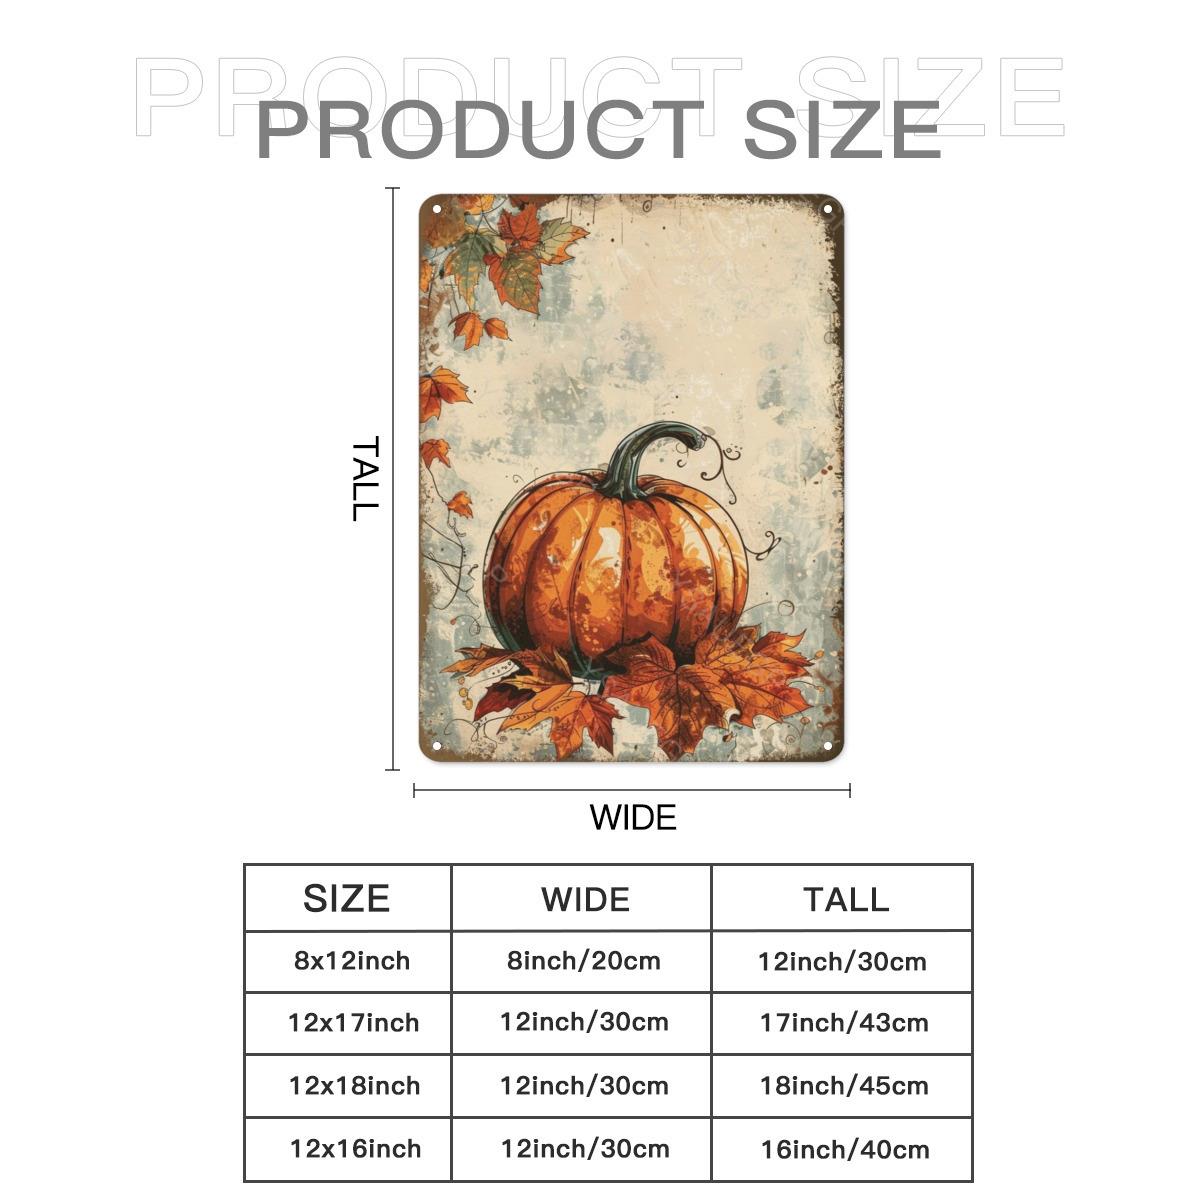 PRODUCT SIZE
PRODUCT SIZE
TALL
WIDE
SIZE WIDE TALL
8x12inch 8inch/20cm 12inch/30cm
12x17inch 12inch/30cm 17inch/43cm
12x18inch 12inch/30cm 18inch/45cm
12x16inch 12inch/30cm 16inch/40cm